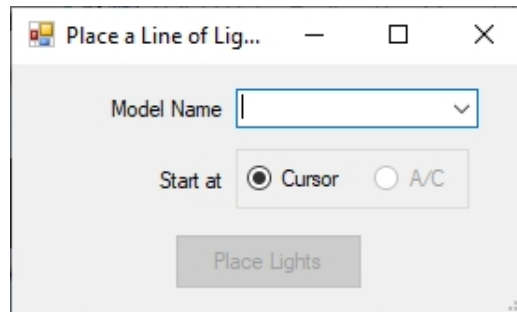 Place a Line of Lig...
Model Name
Start at Cursor A/C
Place Lights